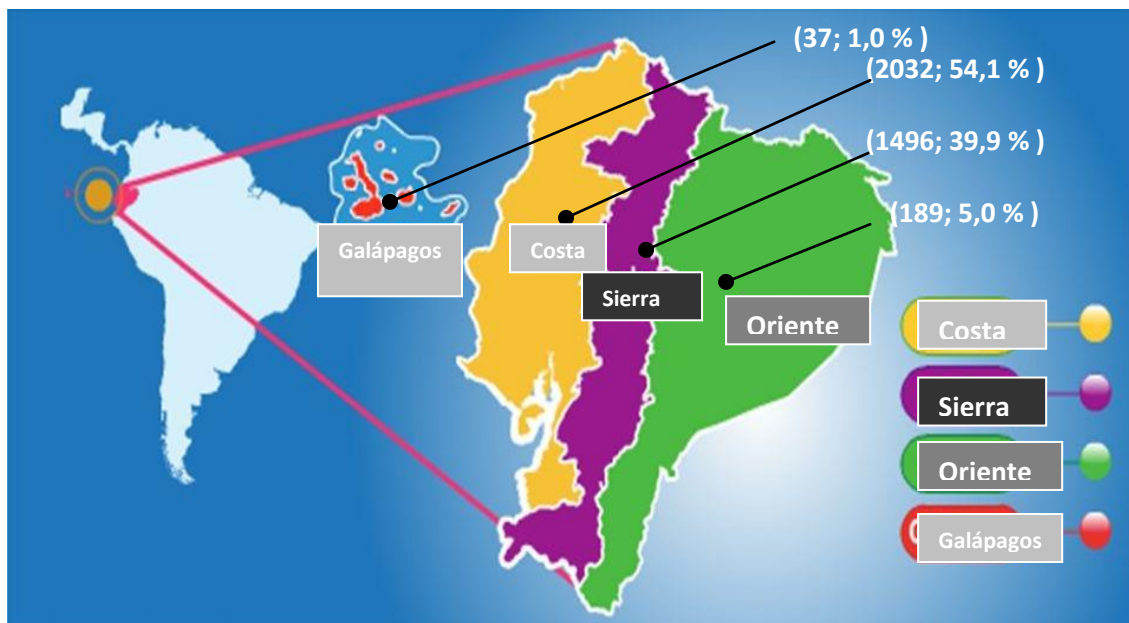 (37; 1,0 % )
(2032; 54,1 % )
(1496; 39,9 % )
(189; 5,0 % )
Galápagos
Costa
Sierra
Oriente
Costa
Sierra
Oriente
Galápagos